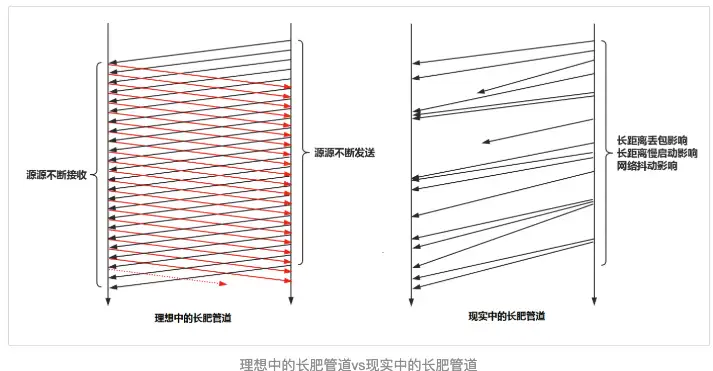 源源不断接收
源源不断发送
理想中的长肥管道
长距离丢包影响
长距离慢启动影响
网络抖动影响
现实中的长肥管道
理想中的长肥管道vs现实中的长肥管道